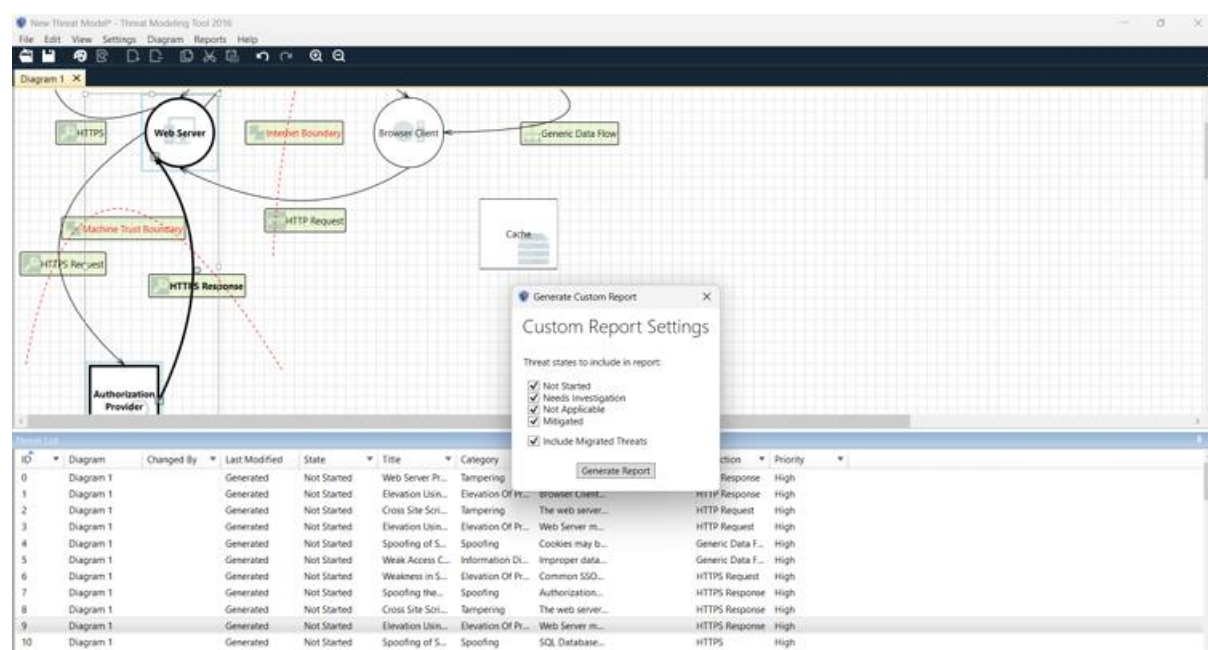 New Threat Model* - Threat Modeling Tool 2016
File Edit View Settings Diagram Reports Help
Diagram 1
HTTPS
Web Server
Internet Boundary
Browser Client
Generic Data Flow
HTTP Request
Machine Trust Boundary
Cache
HTTPS Request
HTTPS Response
Authorization
Provider
Generate Custom Report
Custom Report Settings
Threat states to include in report:
Not Started
Needs Investigation
Not Applicable
Mitigated
Include Migrated Threats
Generate Report
Threat List
ID Diagram Changed By Last Modified State Title Category Priority
0 Diagram 1 Generated Not Started Web Server Pr... Tampering Response High
1 Diagram 1 Generated Not Started Elevation Usin... Elevation Of Pr... Browser Client... HTTP Response High
2 Diagram 1 Generated Not Started Cross Site Scri... Tampering The web server... HTTP Request High
3 Diagram 1 Generated Not Started Elevation Usin... Elevation Of Pr... Web Server m... HTTP Request High
4 Diagram 1 Generated Not Started Spoofing of S... Spoofing Cookies may b... Generic Data F... High
5 Diagram 1 Generated Not Started Weak Access C... Information Di... Improper data... Generic Data F... High
6 Diagram 1 Generated Not Started Weakness in S... Elevation Of Pr... Common SSO... HTTPS Request High
7 Diagram 1 Generated Not Started Spoofing the... Spoofing Authorization... HTTPS Response High
8 Diagram 1 Generated Not Started Cross Site Scri... Tampering The web server... HTTPS Response High
9 Diagram 1 Generated Not Started Elevation Usin... Elevation Of Pr... Web Server m... HTTPS Response High
10 Diagram 1 Generated Not Started Spoofing of S... Spoofing SQL Database... HTTPS High